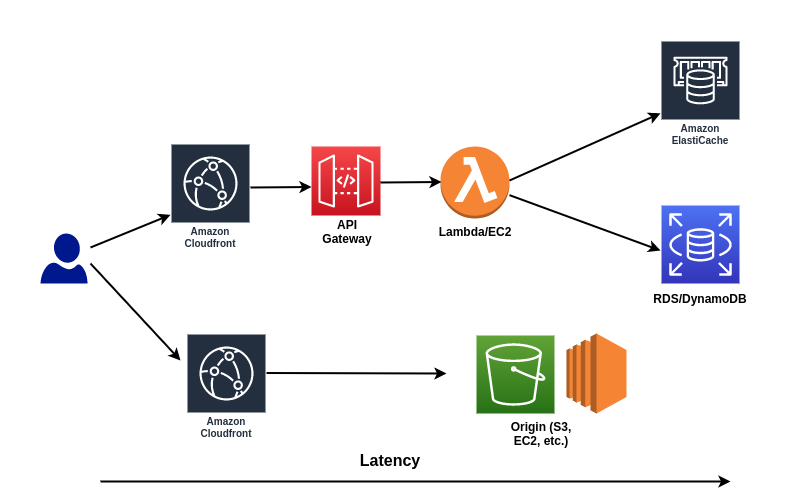 Amazon
ElastiCache
Amazon
Cloudfront
API
Gateway
Lambda/EC2
RDS/DynamoDB
Amazon
Cloudfront
Origin (S3,
EC2, etc.)
Latency